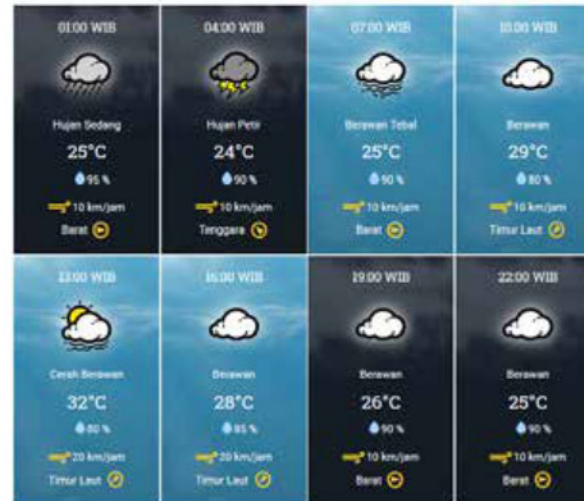 01:00 WIB
Hujan Sedang
25°C
95 %
10 km/jam
Barat
04:00 WIB
Hujan Petir
24°C
90 %
10 km/jam
Tenggara
07:00 WIB
Berawan Tebal
25°C
90 %
10 km/jam
Barat
10:00 WIB
Berawan
29°C
80 %
10 km/jam
Timur Laut
13:00 WIB
Cerah Berawan
32°C
80 %
20 km/jam
Timur Laut
16:00 WIB
Berawan
28°C
85 %
20 km/jam
Timur Laut
19:00 WIB
Berawan
26°C
90 %
10 km/jam
Barat
22:00 WIB
Berawan
25°C
90 %
10 km/jam
Barat